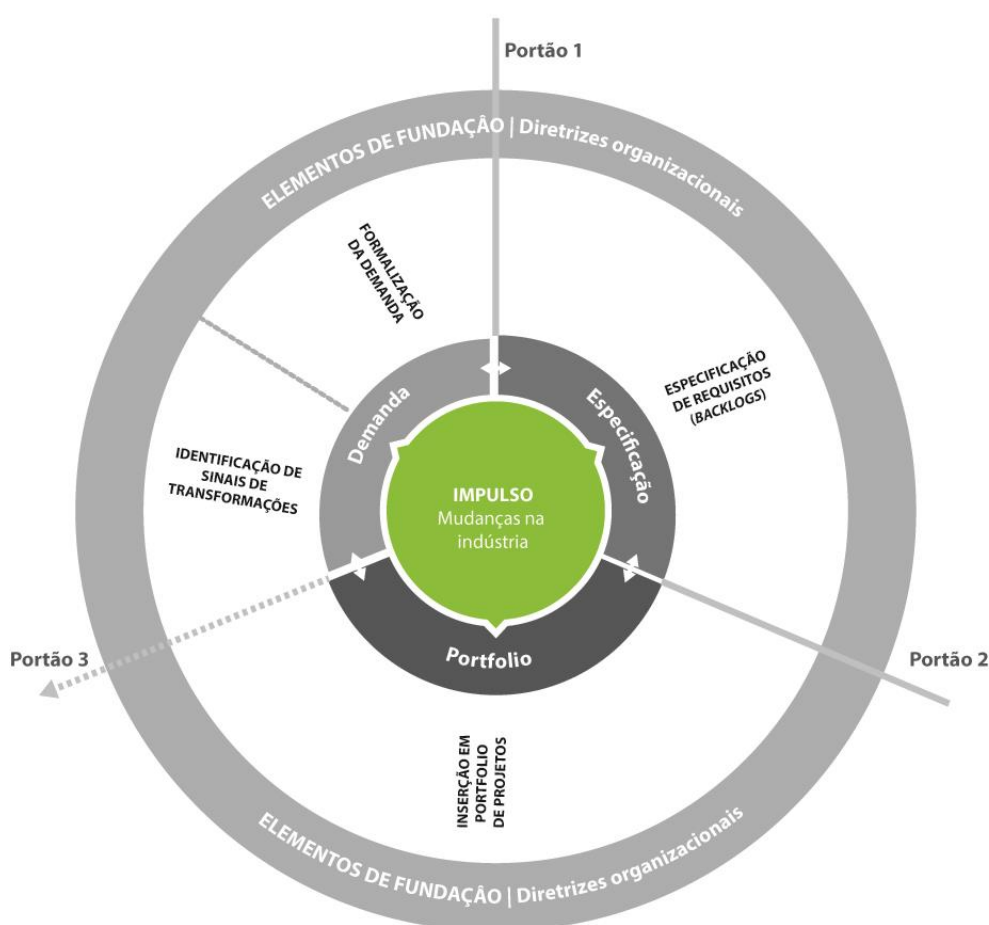 Portão 1
ELEMENTOS DE FUNDAÇÂO | Diretrizes organizacionais
FORMALIZAÇÃO
DA DEMANDA
ESPECIFICAÇÃO
DE REQUISITOS
(BACKLOGS)
Demanda
Especificação
IDENTIFICAÇÃO DE
SINAIS DE
TRANSFORMAÇÕES
IMPULSO
Mudanças na
indústria
Portfolio
Portão 3
Portão 2
INSERÇÃO EM
PORTFOLIO
DE PROJETOS
ELEMENTOS DE FUNDAÇÂO | Diretrizes organizacionais